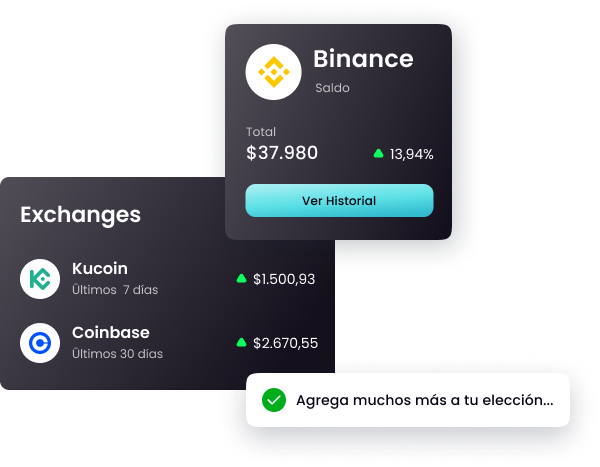 Binance
Saldo
Total
$37.980
13,94%
Ver Historial
Exchanges
Kucoin
Últimos 7 días
$1.500,93
Coinbase
Últimos 30 días
$2.670,55
Agrega muchos más a tu elección...